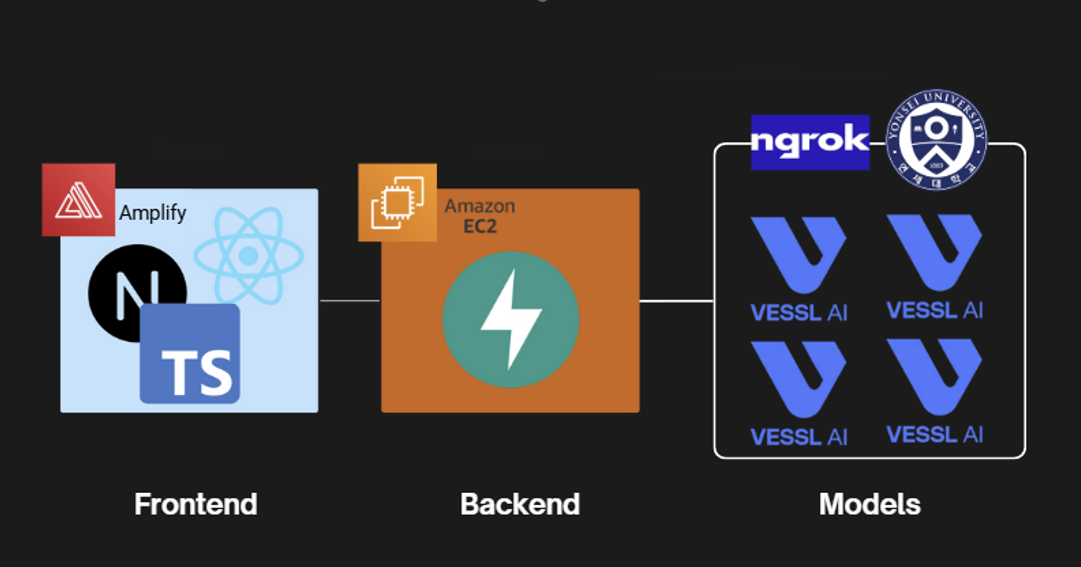 ngrok
YONSEI UNIVERSITY
연세대학교
1885
Amplify
Amazon
EC2
N
TS
VESSL AI
VESSL AI
VESSL AI
VESSL AI
Frontend
Backend
Models